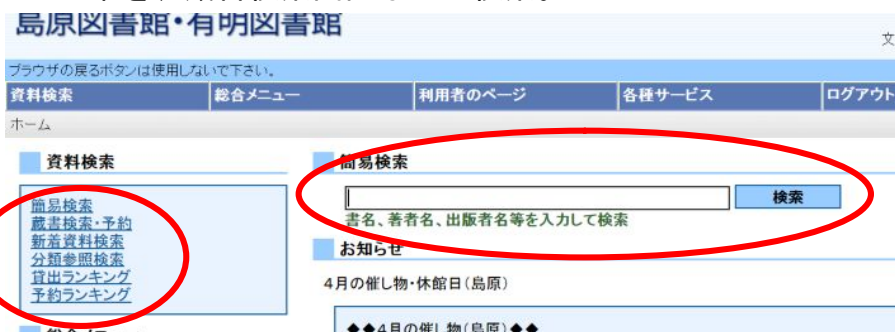 島原図書館・有明図書館
文
ブラウザの戻るボタンは使用しないで下さい。
資料検索 総合メニュー 利用者のページ 各種サービス ログアウト
ホーム
資料検索
簡易検索
蔵書検索・予約
新着資料検索
分類参照検索
貸出ランキング
予約ランキング
簡易検索
検索
書名、著者名、出版者名等を入力して検索
お知らせ
4月の催し物・休館日(島原)
◆◆4月の催し物(島原)◆◆